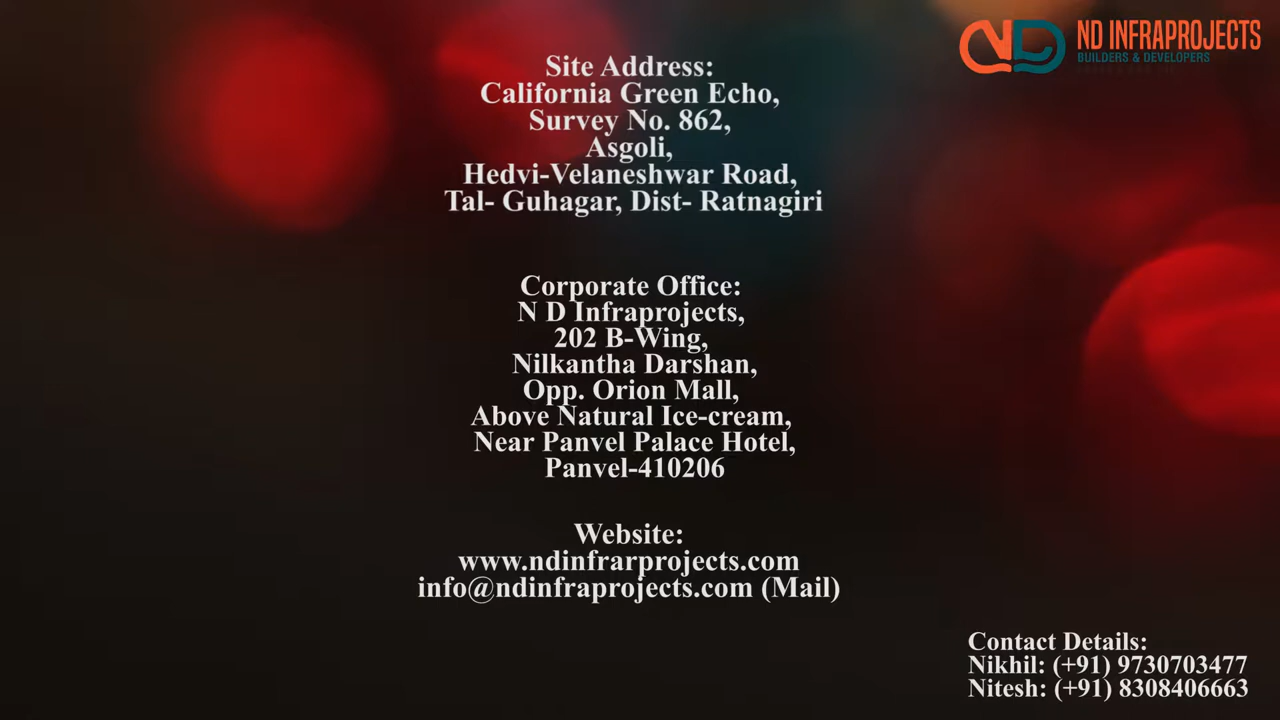 ND INFRAPROJECTS
BUILDERS & DEVELOPERS
Site Address:
California Green Echo,
Survey No. 862,
Asgoli,
Hedvi-Velaneshwar Road,
Tal- Guhagar, Dist- Ratnagiri
Corporate Office:
N D Infraprojects,
202 B-Wing,
Nilkantha Darshan,
Opp. Orion Mall,
Above Natural Ice-cream,
Near Panvel Palace Hotel,
Panvel-410206
Website:
www.ndinfrarprojects.com
info@ndinfraprojects.com (Mail)
Contact Details:
Nikhil: (+91) 9730703477
Nitesh: (+91) 8308406663